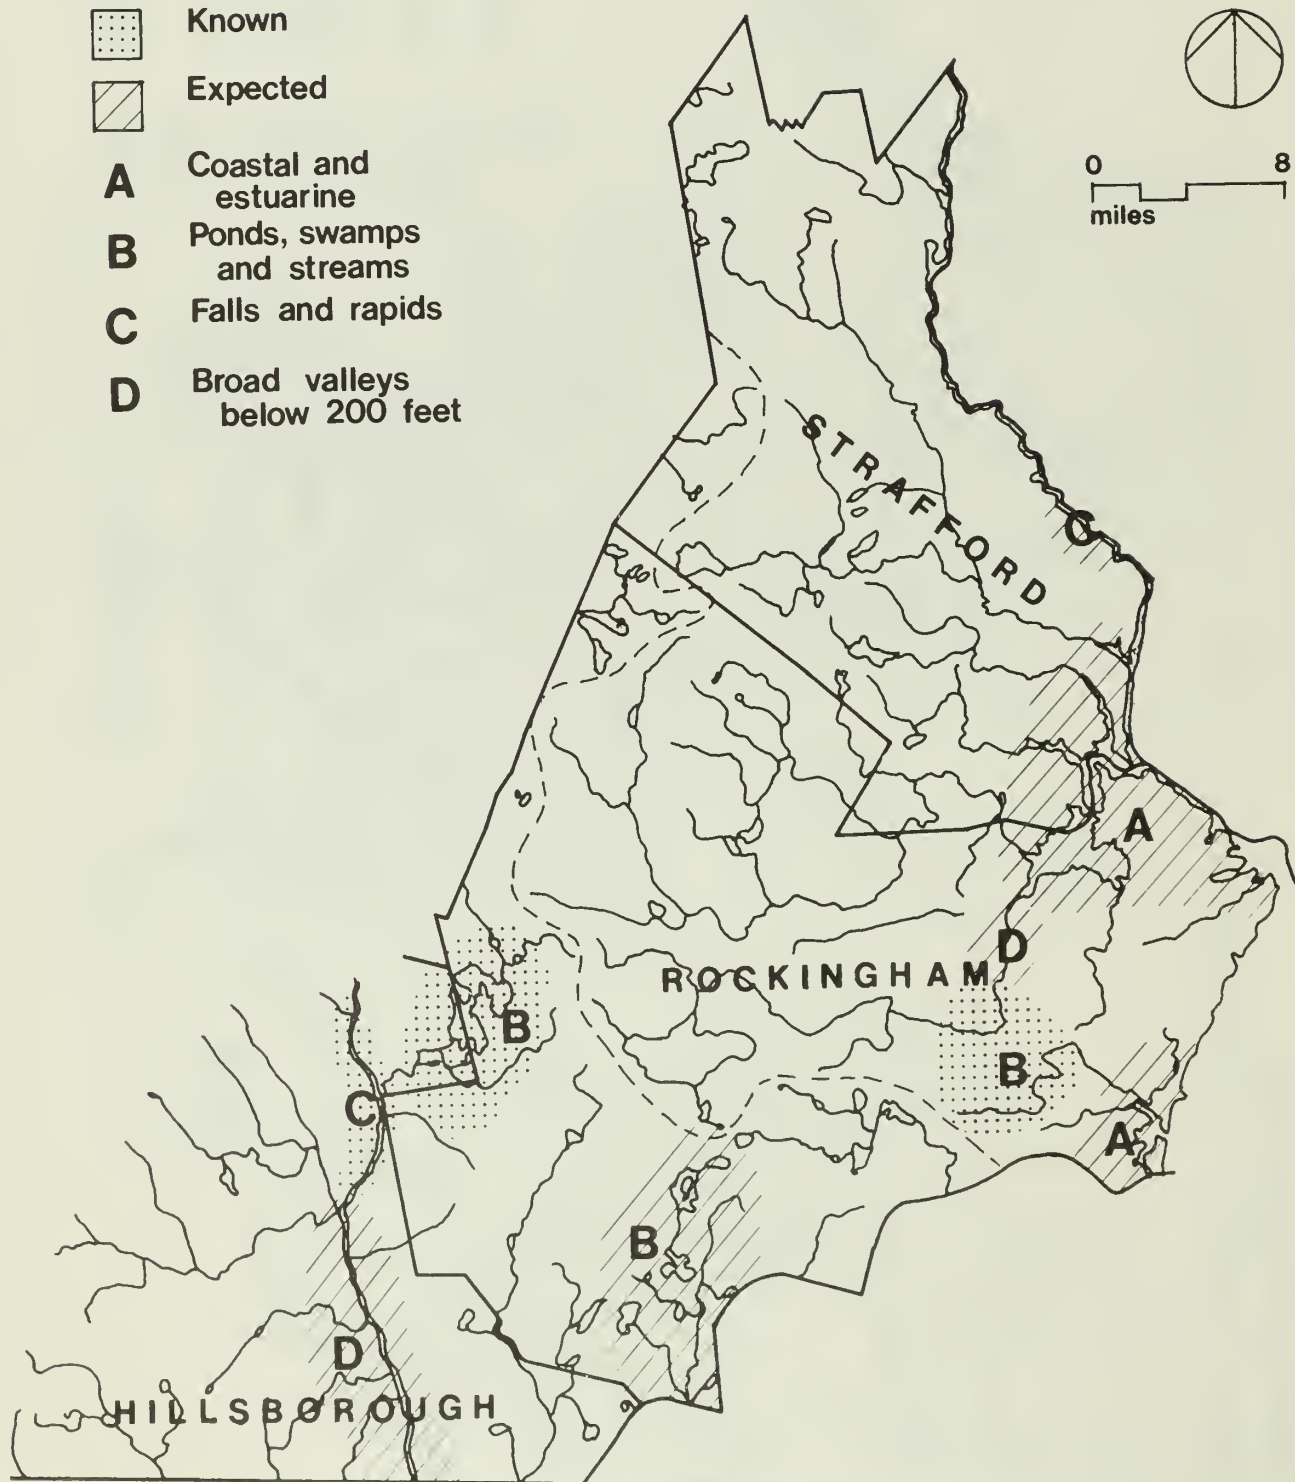 Known
Expected
A Coastal and
estuarine
B Ponds, swamps
and streams
C Falls and rapids
D Broad valleys
below 200 feet
0 8
miles
STRAFFORD
C
A
D
ROCKINGHAM
B
B
C
A
B
D
HILLSBOROUGH